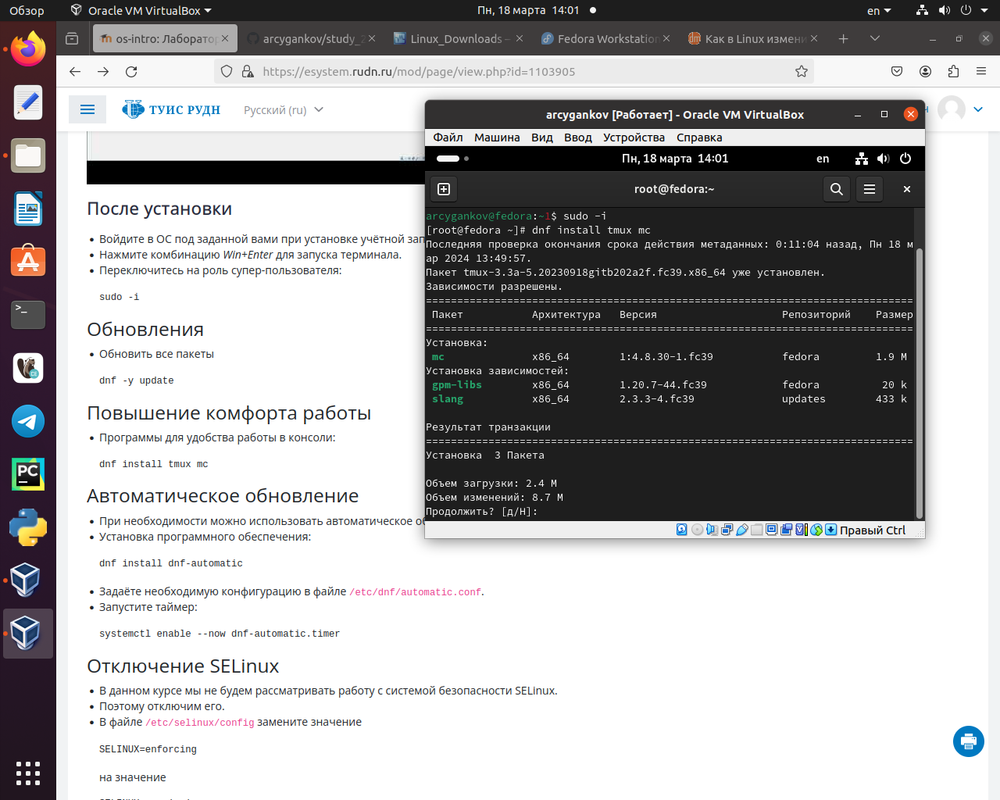 Обзор
Oracle VM VirtualBox
Пн, 18 марта 14:01
en
os-intro: Лаборатор
arcygankov/study_2
Linux_Downloads –
Fedora Workstation
Как в Linux измени
https://esystem.rudn.ru/mod/page/view.php?id=1103905
ТУИС РУДН
Русский (ru)
После установки
Войдите в ОС под заданной вами при установке учётной зап
Нажмите комбинацию Win+Enter для запуска терминала.
Переключитесь на роль супер-пользователя:
sudo -i
Обновления
Обновить все пакеты
dnf -y update
Повышение комфорта работы
Программы для удобства работы в консоли:
dnf install tmux mc
Автоматическое обновление
При необходимости можно использовать автоматическое об
Установка программного обеспечения:
dnf install dnf-automatic
Задаёте необходимую конфигурацию в файле /etc/dnf/automatic.conf.
Запустите таймер:
systemctl enable --now dnf-automatic.timer
Отключение SELinux
В данном курсе мы не будем рассматривать работу с системой безопасности SELinux.
Поэтому отключим его.
В файле /etc/selinux/config замените значение
SELINUX=enforcing
на значение
arcygankov [Работает] - Oracle VM VirtualBox
Файл Машина Вид Ввод Устройства Справка
Пн, 18 марта 14:01
en
root@fedora:~
arcygankov@fedora:~1$ sudo -i
[root@fedora ~]# dnf install tmux mc
Последняя проверка окончания срока действия метаданных: 0:11:04 назад, Пн 18 м
ар 2024 13:49:57.
Пакет tmux-3.3a-5.20230918gitb202a2f.fc39.x86_64 уже установлен.
Зависимости разрешены.
==============================================================================
Пакет Архитектура Версия Репозиторий Размер
==============================================================================
Установка:
mc x86_64 1:4.8.30-1.fc39 fedora 1.9 M
Установка зависимостей:
gpm-libs x86_64 1.20.7-44.fc39 fedora 20 k
slang x86_64 2.3.3-4.fc39 updates 433 k
Результат транзакции
==============================================================================
Установка 3 Пакета
Объем загрузки: 2.4 M
Объем изменений: 8.7 M
Продолжить? [д/Н]:
Правый Ctrl